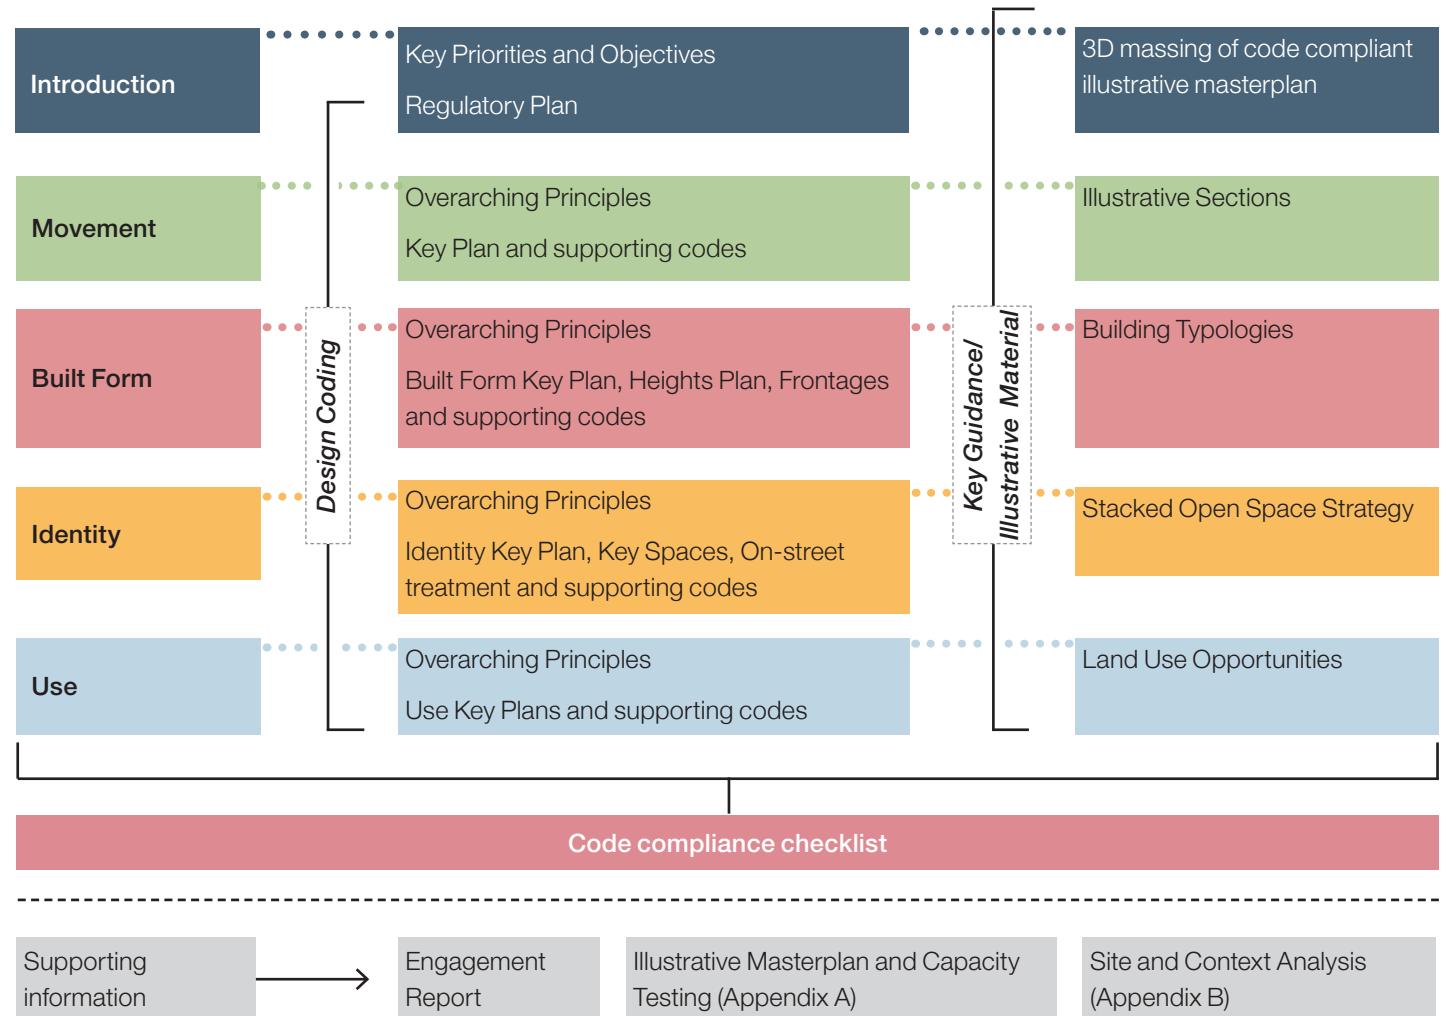 Introduction
Key Priorities and Objectives
Regulatory Plan
3D massing of code compliant
illustrative masterplan
Movement
Overarching Principles
Key Plan and supporting codes
Illustrative Sections
Built Form
Overarching Principles
Built Form Key Plan, Heights Plan, Frontages
and supporting codes
Building Typologies
Design Coding
Key Guidance/
Illustrative Material
Identity
Overarching Principles
Identity Key Plan, Key Spaces, On-street
treatment and supporting codes
Stacked Open Space Strategy
Use
Overarching Principles
Use Key Plans and supporting codes
Land Use Opportunities
Code compliance checklist
Supporting
information
Engagement
Report
Illustrative Masterplan and Capacity
Testing (Appendix A)
Site and Context Analysis
(Appendix B)